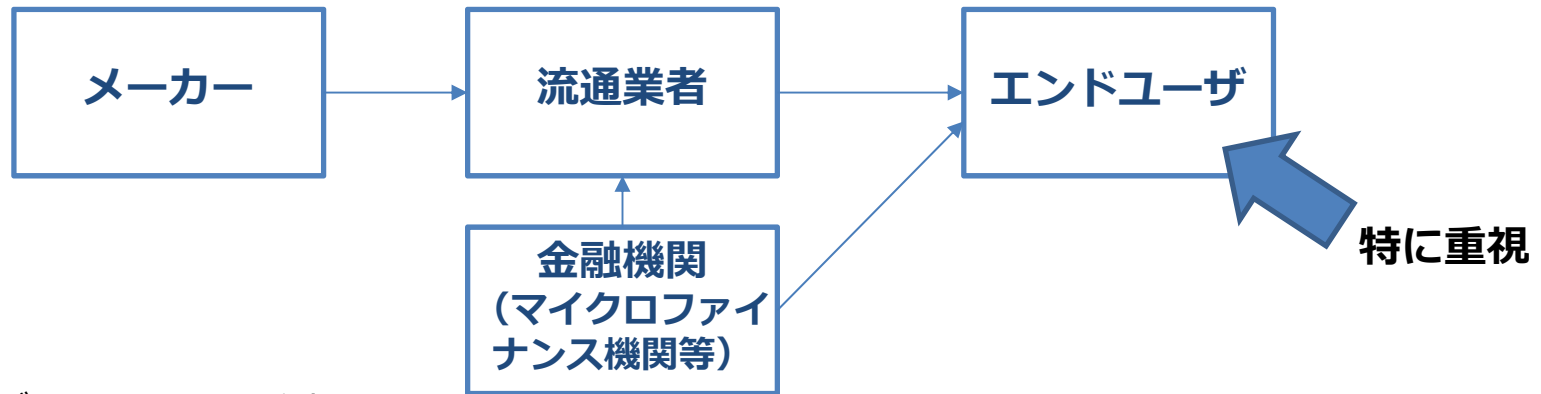 メーカー
流通業者
エンドユーザ
特に重視
金融機関
（マイクロファイ
ナンス機関等）